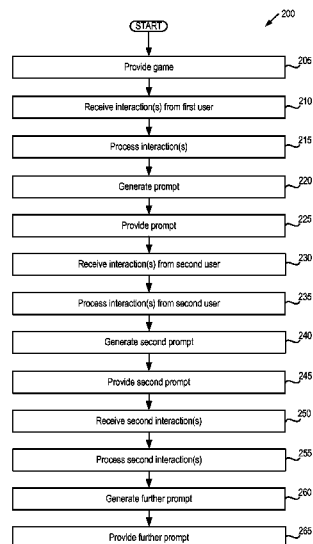 200
START
Provide game
205
Receive interaction(s) from first user
210
Process interaction(s)
215
Generate prompt
220
Provide prompt
225
Receive interaction(s) from second user
230
Process interaction(s) from second user
235
Generate second prompt
240
Provide second prompt
245
Receive second interaction(s)
250
Process second interaction(s)
255
Generate further prompt
260
Provide further prompt
265